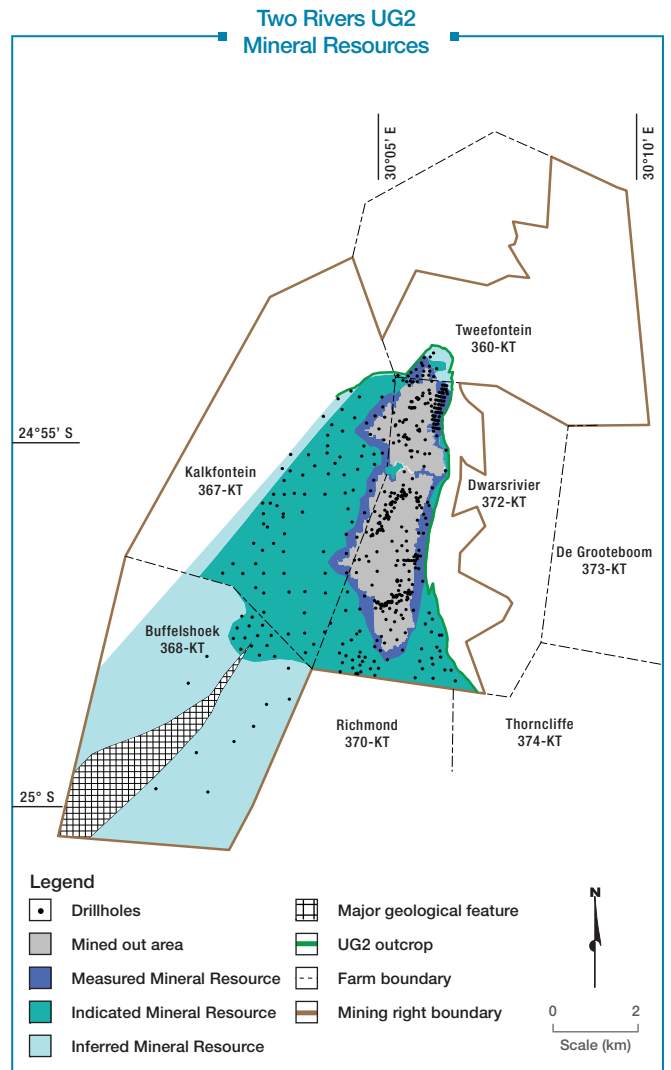 Two Rivers UG2
Mineral Resources
30°05' E
30°10' E
Tweefontein
360-KT
24°55' S
Kalkfontein
367-KT
Dwarsrivier
372-KT
De Grooteboom
373-KT
Buffelshoek
368-KT
Richmond
370-KT
Thorncliffe
374-KT
25° S
Legend
Drillholes
Mined out area
Measured Mineral Resource
Indicated Mineral Resource
Inferred Mineral Resource
Major geological feature
UG2 outcrop
Farm boundary
Mining right boundary
N
0 2
Scale (km)